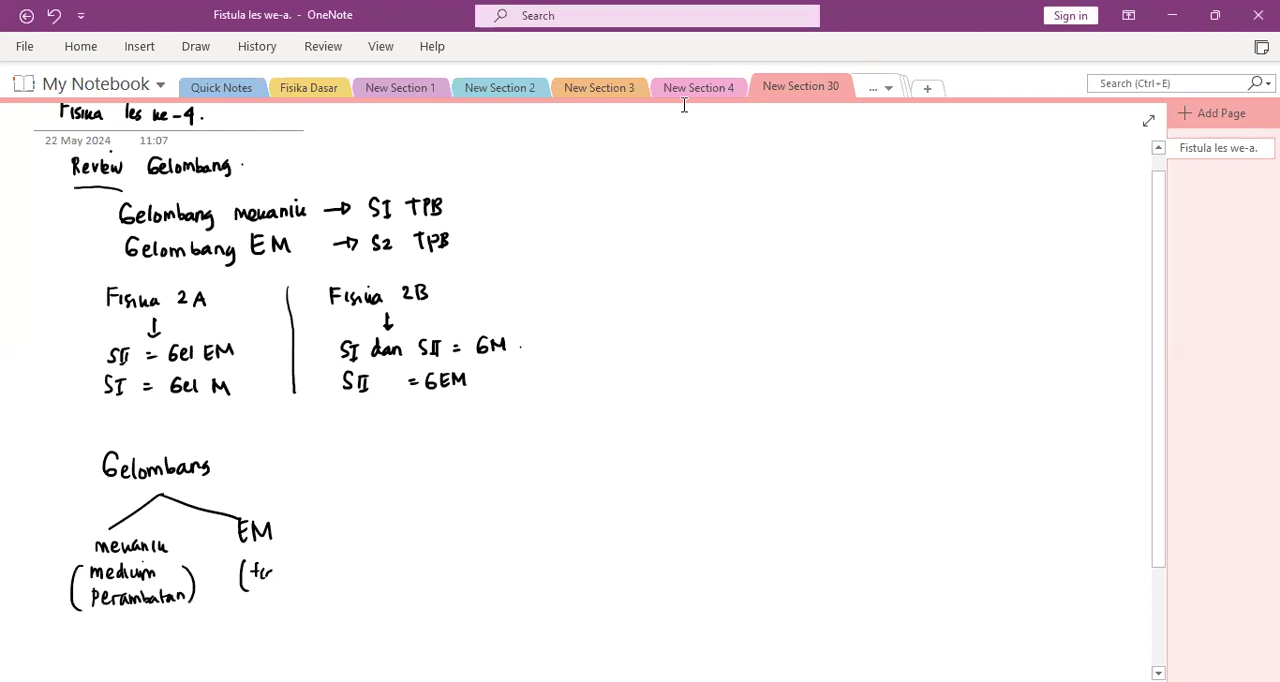 Fistula les we-a. - OneNote
Search
Sign in
File Home Insert Draw History Review View Help
My Notebook Quick Notes Fisika Dasar New Section 1 New Section 2 New Section 3 New Section 4 New Section 30 ... +
Search (Ctrl+E)
Add Page
Fistula les we-a.
Fisika les ke-4.
22 May 2024 11:07
Review Gelombang.
Gelombang mekanik → S1 TPB
Gelombang EM → S2 TPB
Fisika 2A
↓
SII = Gel EM
SI = Gel M
Fisika 2B
↓
SI dan SII = GM.
SII = GEM
Gelombang
mekanik
(medium
perambatan)
EM